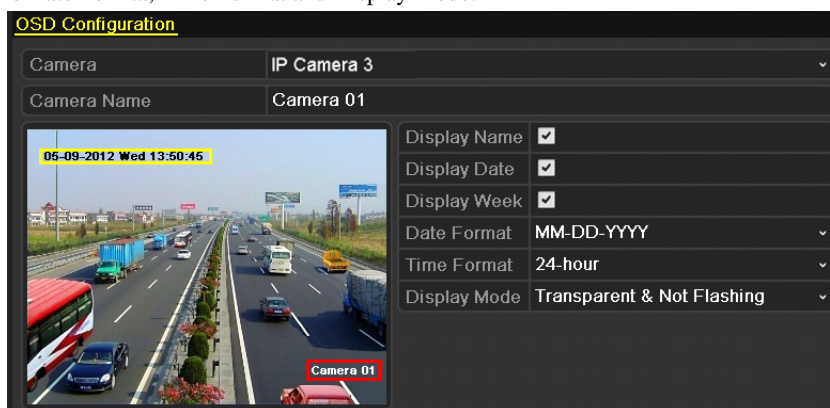 OSD Configuration
Camera IP Camera 3
Camera Name Camera 01
05-09-2012 Wed 13:50:45
Camera 01
Display Name
Display Date
Display Week
Date Format MM-DD-YYYY
Time Format 24-hour
Display Mode Transparent & Not Flashing